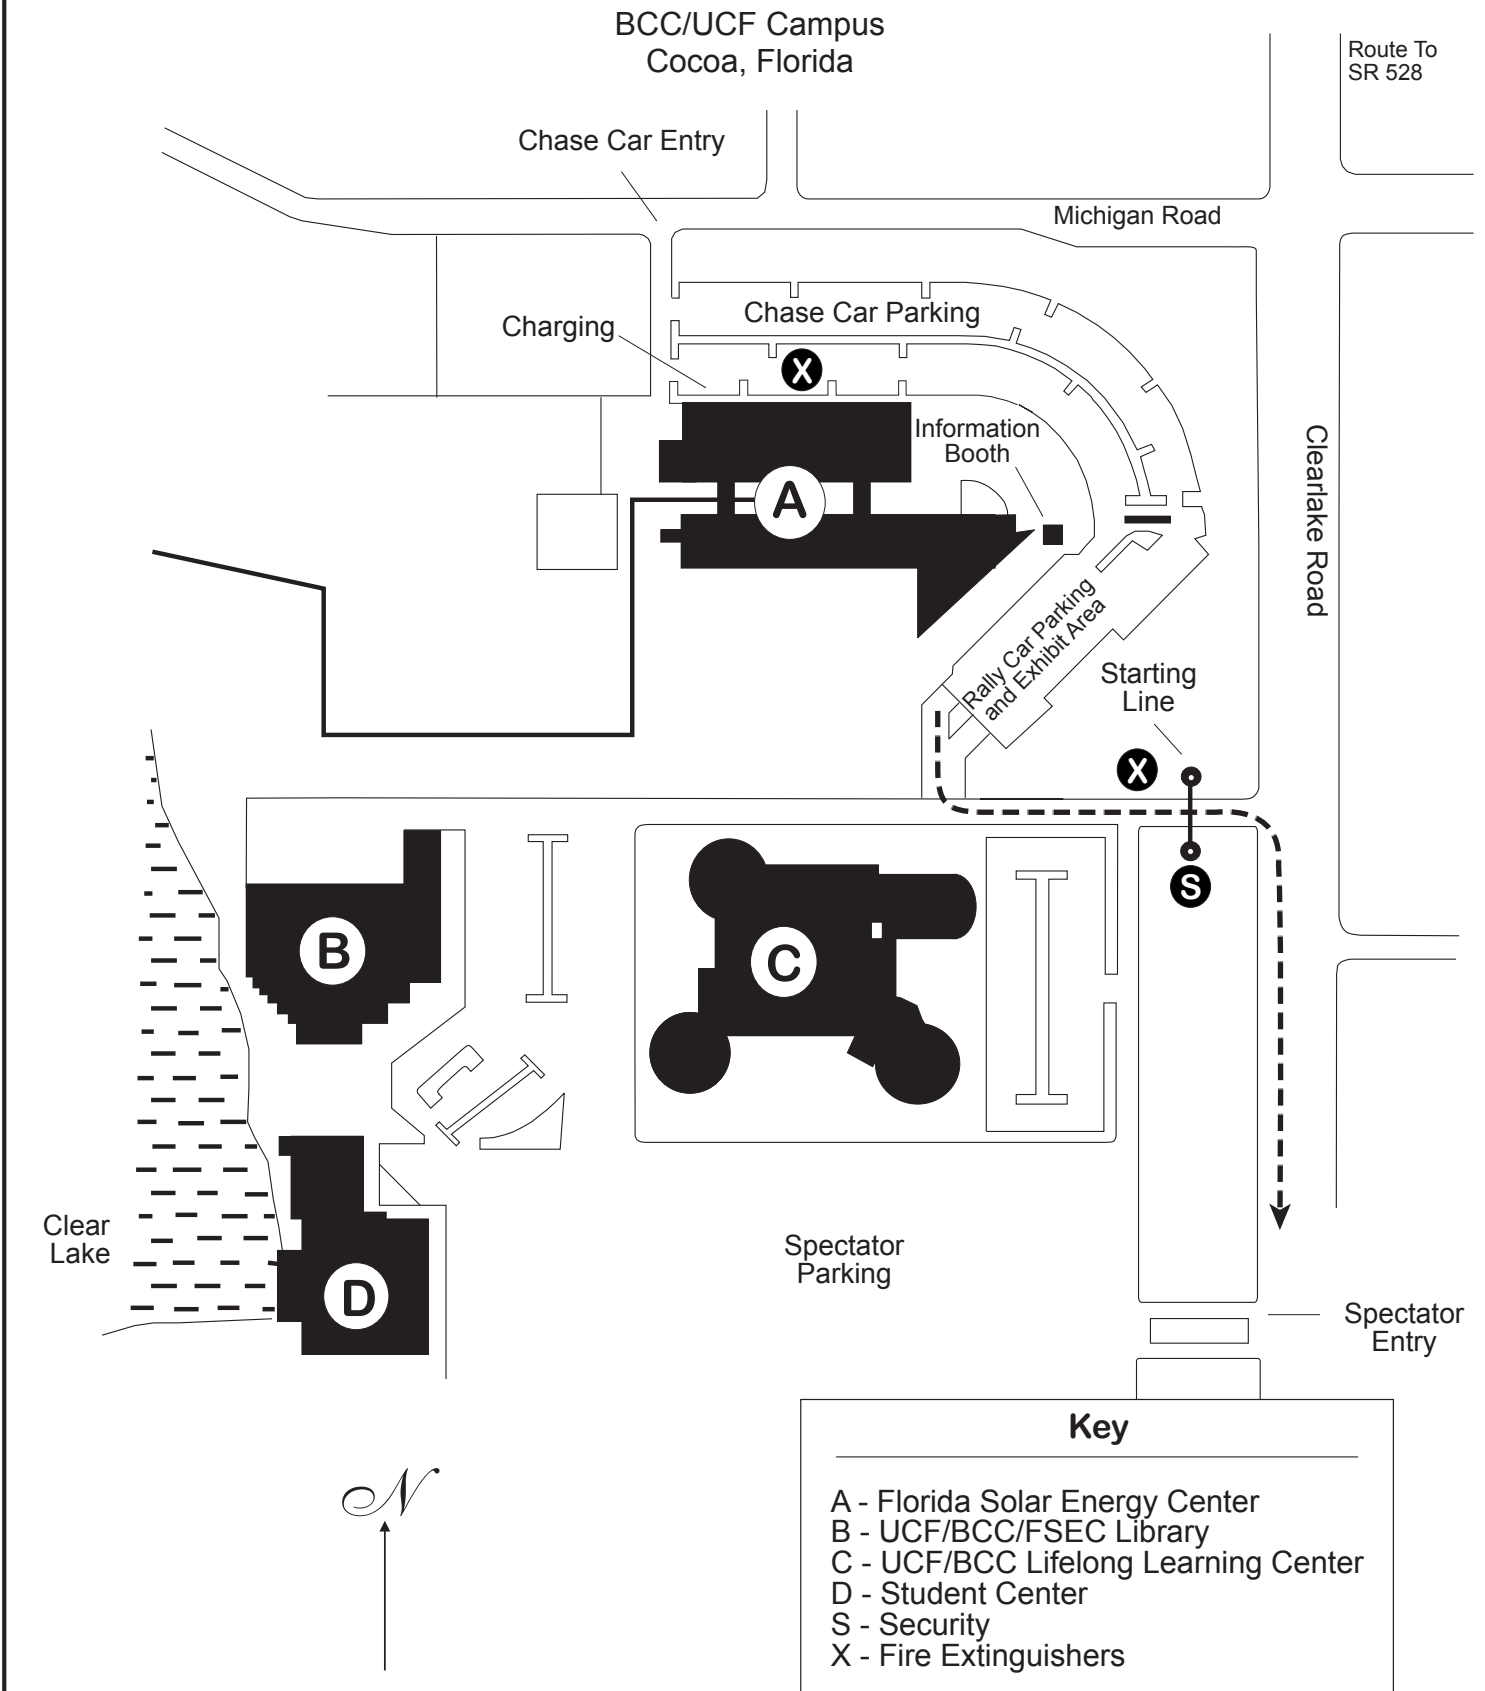 BCC/UCF Campus
Cocoa, Florida
Route To
SR 528
Chase Car Entry
Michigan Road
Chase Car Parking
Charging
X
Information
Booth
A
Clearlake Road
Rally Car Parking
and Exhibit Area
Starting
Line
X
S
B
C
Clear
Lake
D
Spectator
Parking
Spectator
Entry
N
Key
A - Florida Solar Energy Center
B - UCF/BCC/FSEC Library
C - UCF/BCC Lifelong Learning Center
D - Student Center
S - Security
X - Fire Extinguishers